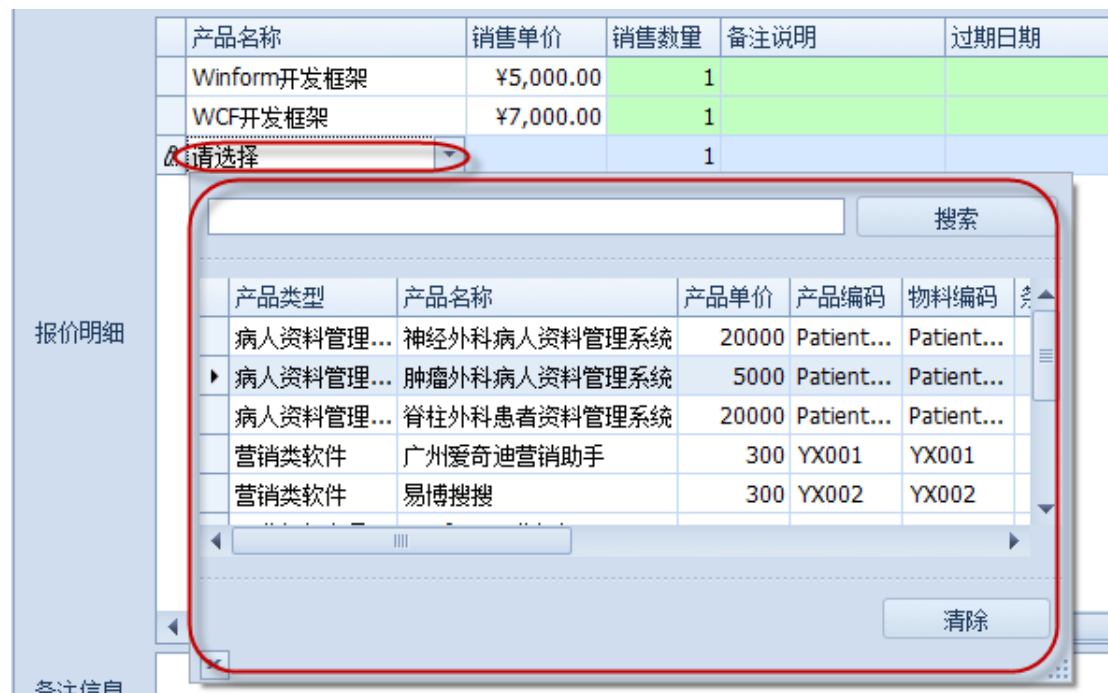 产品名称 销售单价 销售数量 备注说明 过期日期
Winform开发框架 ¥5,000.00 1
WCF开发框架 ¥7,000.00 1
请选择 1
搜索
产品类型 产品名称 产品单价 产品编码 物料编码
病人资料管理... 神经外科病人资料管理系统 20000 Patient... Patient...
报价明细
病人资料管理... 肿瘤外科病人资料管理系统 5000 Patient... Patient...
病人资料管理... 脊柱外科患者资料管理系统 20000 Patient... Patient...
营销类软件 广州爱奇迪营销助手 300 YX001 YX001
营销类软件 易博搜搜 300 YX002 YX002
清除
备注信息